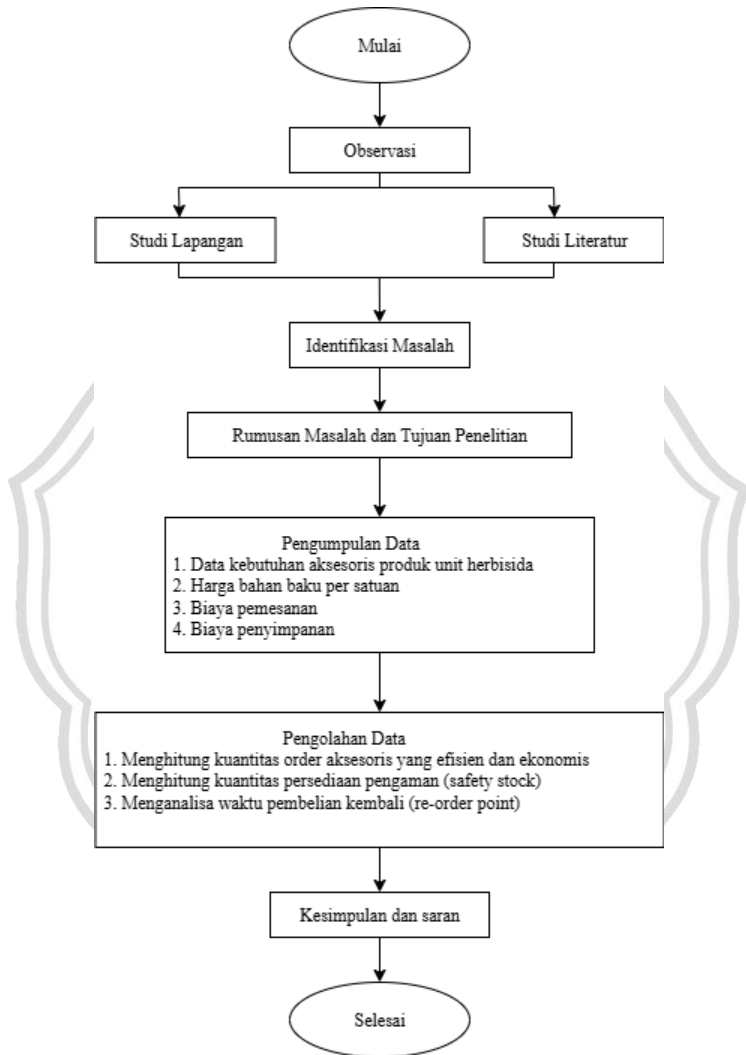 Mulai
Observasi
Studi Lapangan
Studi Literatur
Identifikasi Masalah
Rumusan Masalah dan Tujuan Penelitian
Pengumpulan Data
1. Data kebutuhan aksesoris produk unit herbisida
2. Harga bahan baku per satuan
3. Biaya pemesanan
4. Biaya penyimpanan
Pengolahan Data
1. Menghitung kuantitas order aksesoris yang efisien dan ekonomis
2. Menghitung kuantitas persediaan pengaman (safety stock)
3. Menganalisa waktu pembelian kembali (re-order point)
Kesimpulan dan saran
Selesai